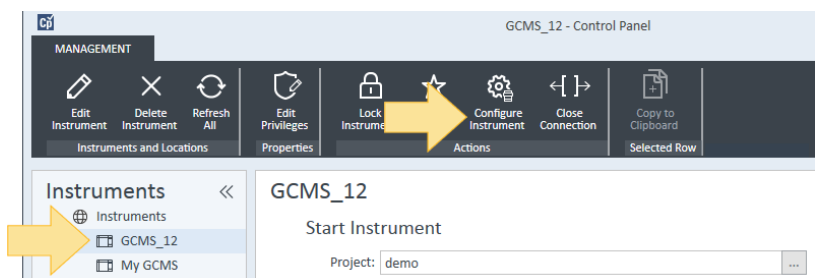 Cp
GCMS_12 - Control Panel
MANAGEMENT
Edit Instrument
Delete Instrument
Refresh All
Edit Privileges
Lock
Configure Instrument
Close Connection
Copy to Clipboard
Instruments and Locations
Properties
Actions
Selected Row
Instruments
Instruments
GCMS_12
My GCMS
GCMS_12
Start Instrument
Project: demo
...